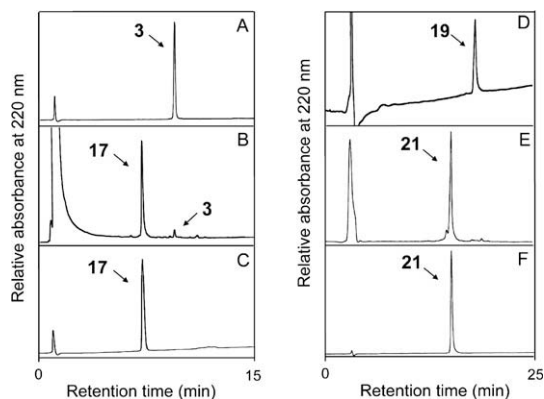 Relative absorbance at 220 nm
3
A
17
B
3
17
C
0
15
Retention time (min)
Relative absorbance at 220 nm
19
D
21
E
21
F
0
25
Retention time (min)